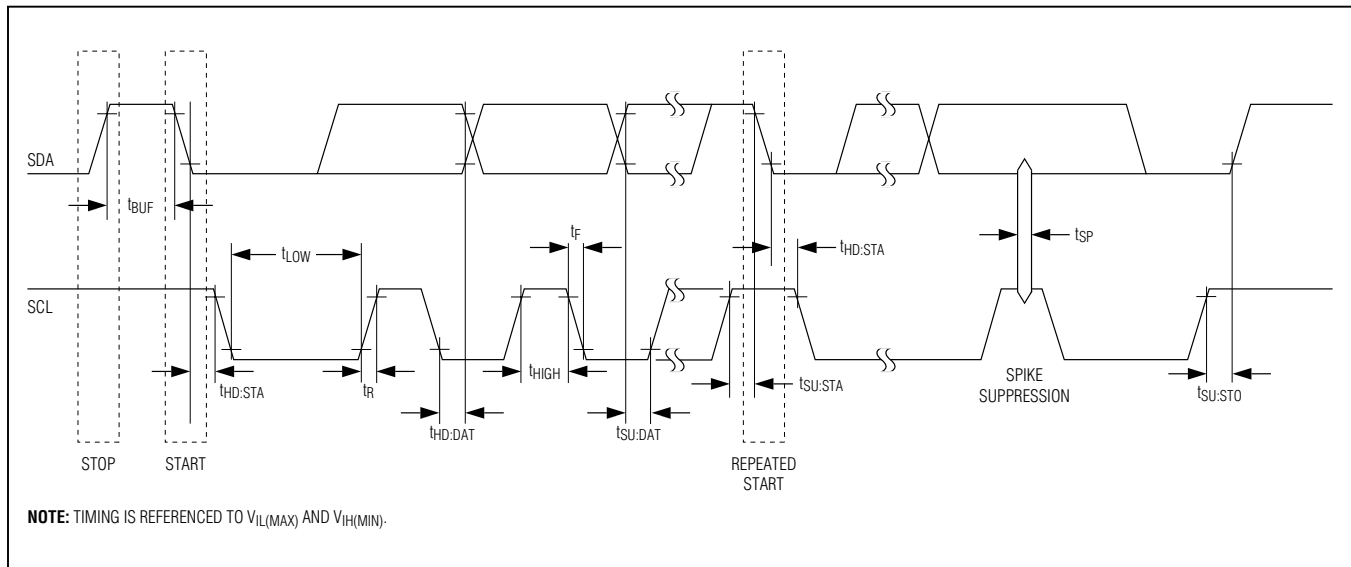 SDA
tBUF
tLOW
tF
tHD:STA
tSP
SCL
tHD:STA
tR
tHD:DAT
tHIGH
tSU:DAT
tSU:STA
SPIKE
SUPPRESSION
tSU:STO
STOP
START
REPEATED
START
NOTE: TIMING IS REFERENCED TO VIL(MAX) AND VIH(MIN).